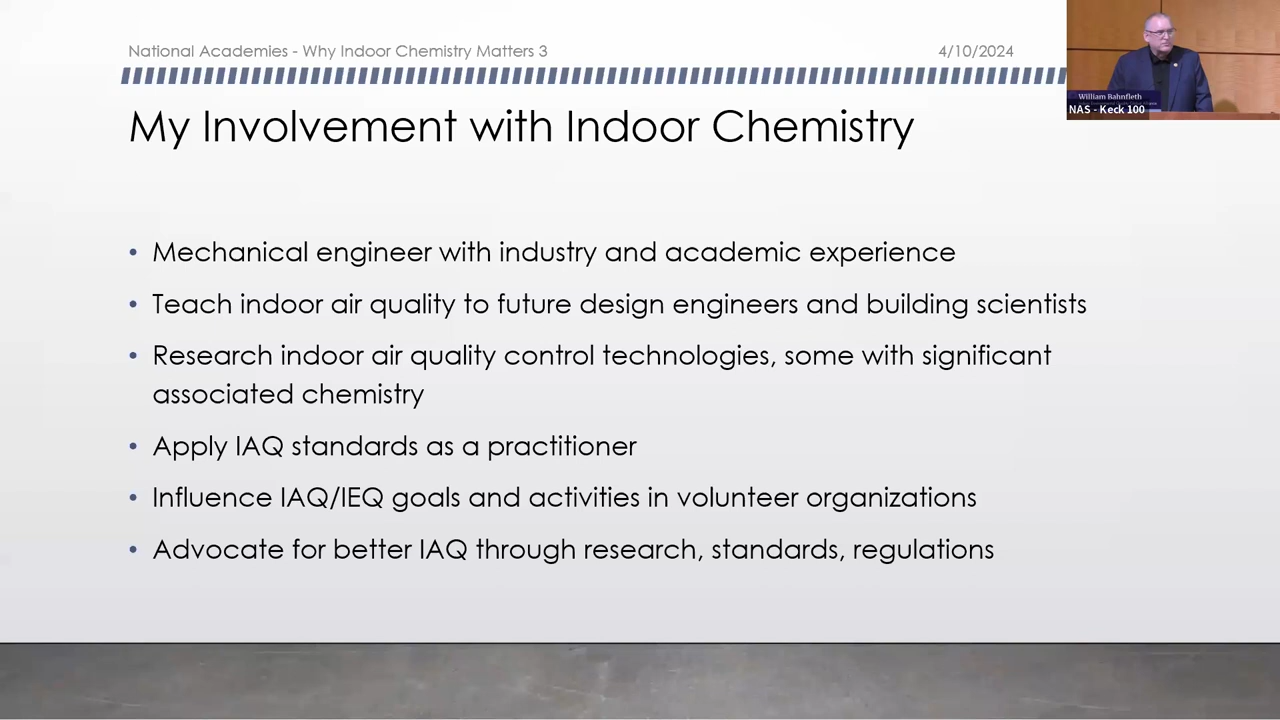 National Academies - Why Indoor Chemistry Matters 3
4/10/2024
William Bahnfleth
NAS - Keck 100
My Involvement with Indoor Chemistry
• Mechanical engineer with industry and academic experience
• Teach indoor air quality to future design engineers and building scientists
• Research indoor air quality control technologies, some with significant
associated chemistry
• Apply IAQ standards as a practitioner
• Influence IAQ/IEQ goals and activities in volunteer organizations
• Advocate for better IAQ through research, standards, regulations